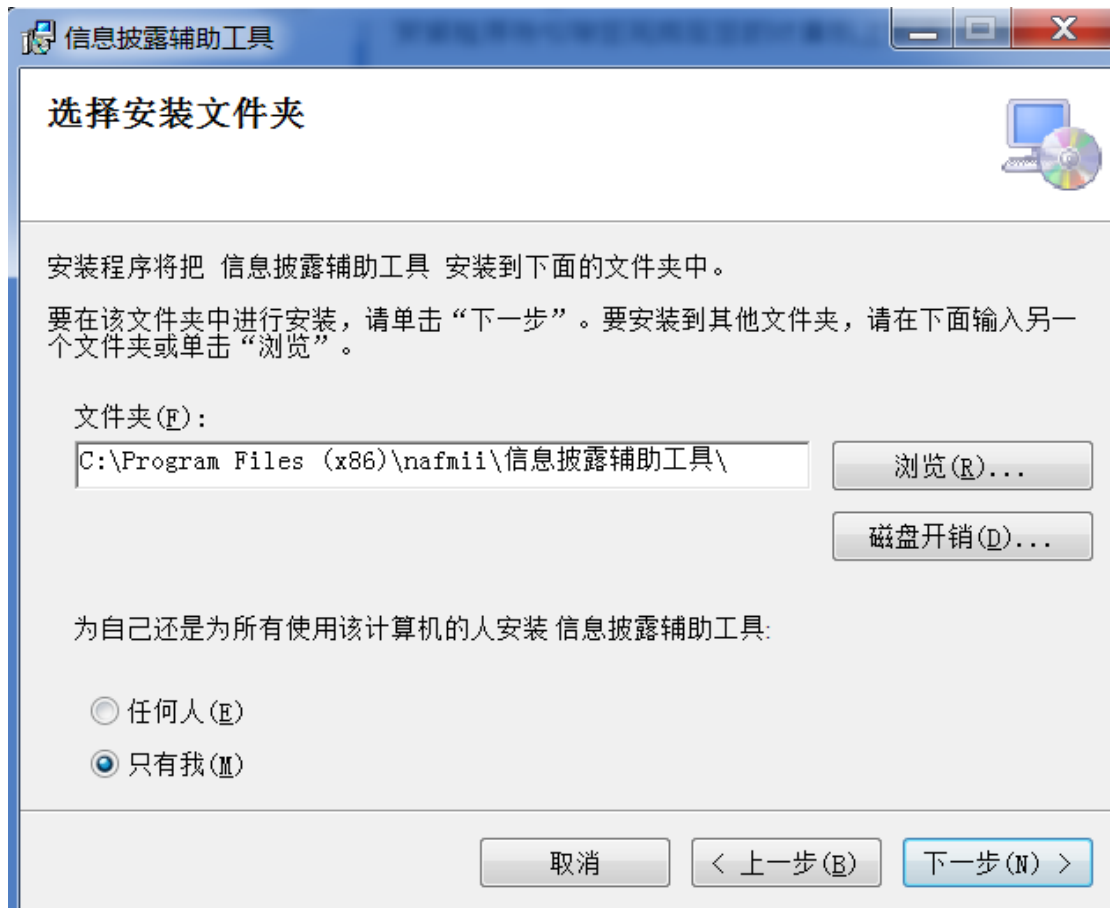 信息披露辅助工具
选择安装文件夹
安装程序将把 信息披露辅助工具 安装到下面的文件夹中。
要在该文件夹中进行安装，请单击“下一步”。要安装到其他文件夹，请在下面输入另一
个文件夹或单击“浏览”。
文件夹(F)：
C:\Program Files (x86)\nafmii\信息披露辅助工具\
浏览(R)...
磁盘开销(D)...
为自己还是为所有使用该计算机的人安装 信息披露辅助工具:
任何人(E)
只有我(M)
取消
< 上一步(B)
下一步(N) >